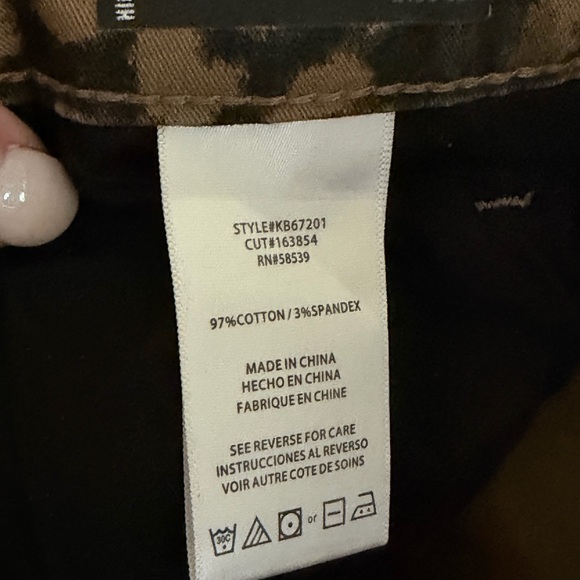 STYLE#KB67201
CUT#163854
RN#58539
97%COTTON / 3%SPANDEX
MADE IN CHINA
HECHO EN CHINA
FABRIQUE EN CHINE
SEE REVERSE FOR CARE
INSTRUCCIONES AL REVERSO
VOIR AUTRE COTE DE SOINS
30C or